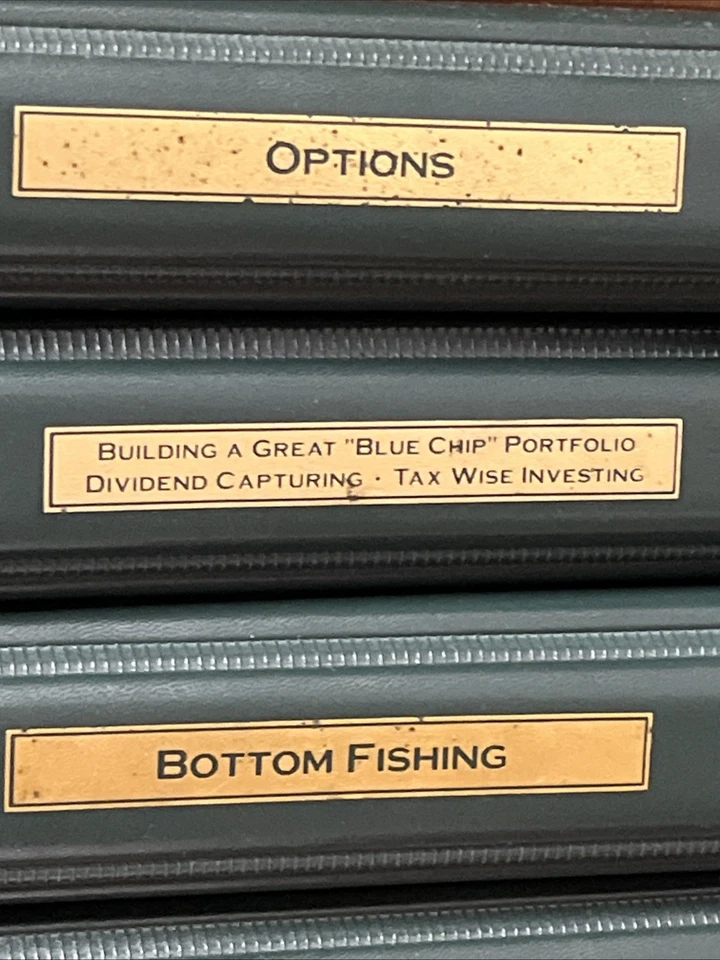 OPTIONS
BUILDING A GREAT "BLUE CHIP" PORTFOLIO
DIVIDEND CAPTURING · TAX WISE INVESTING
BOTTOM FISHING